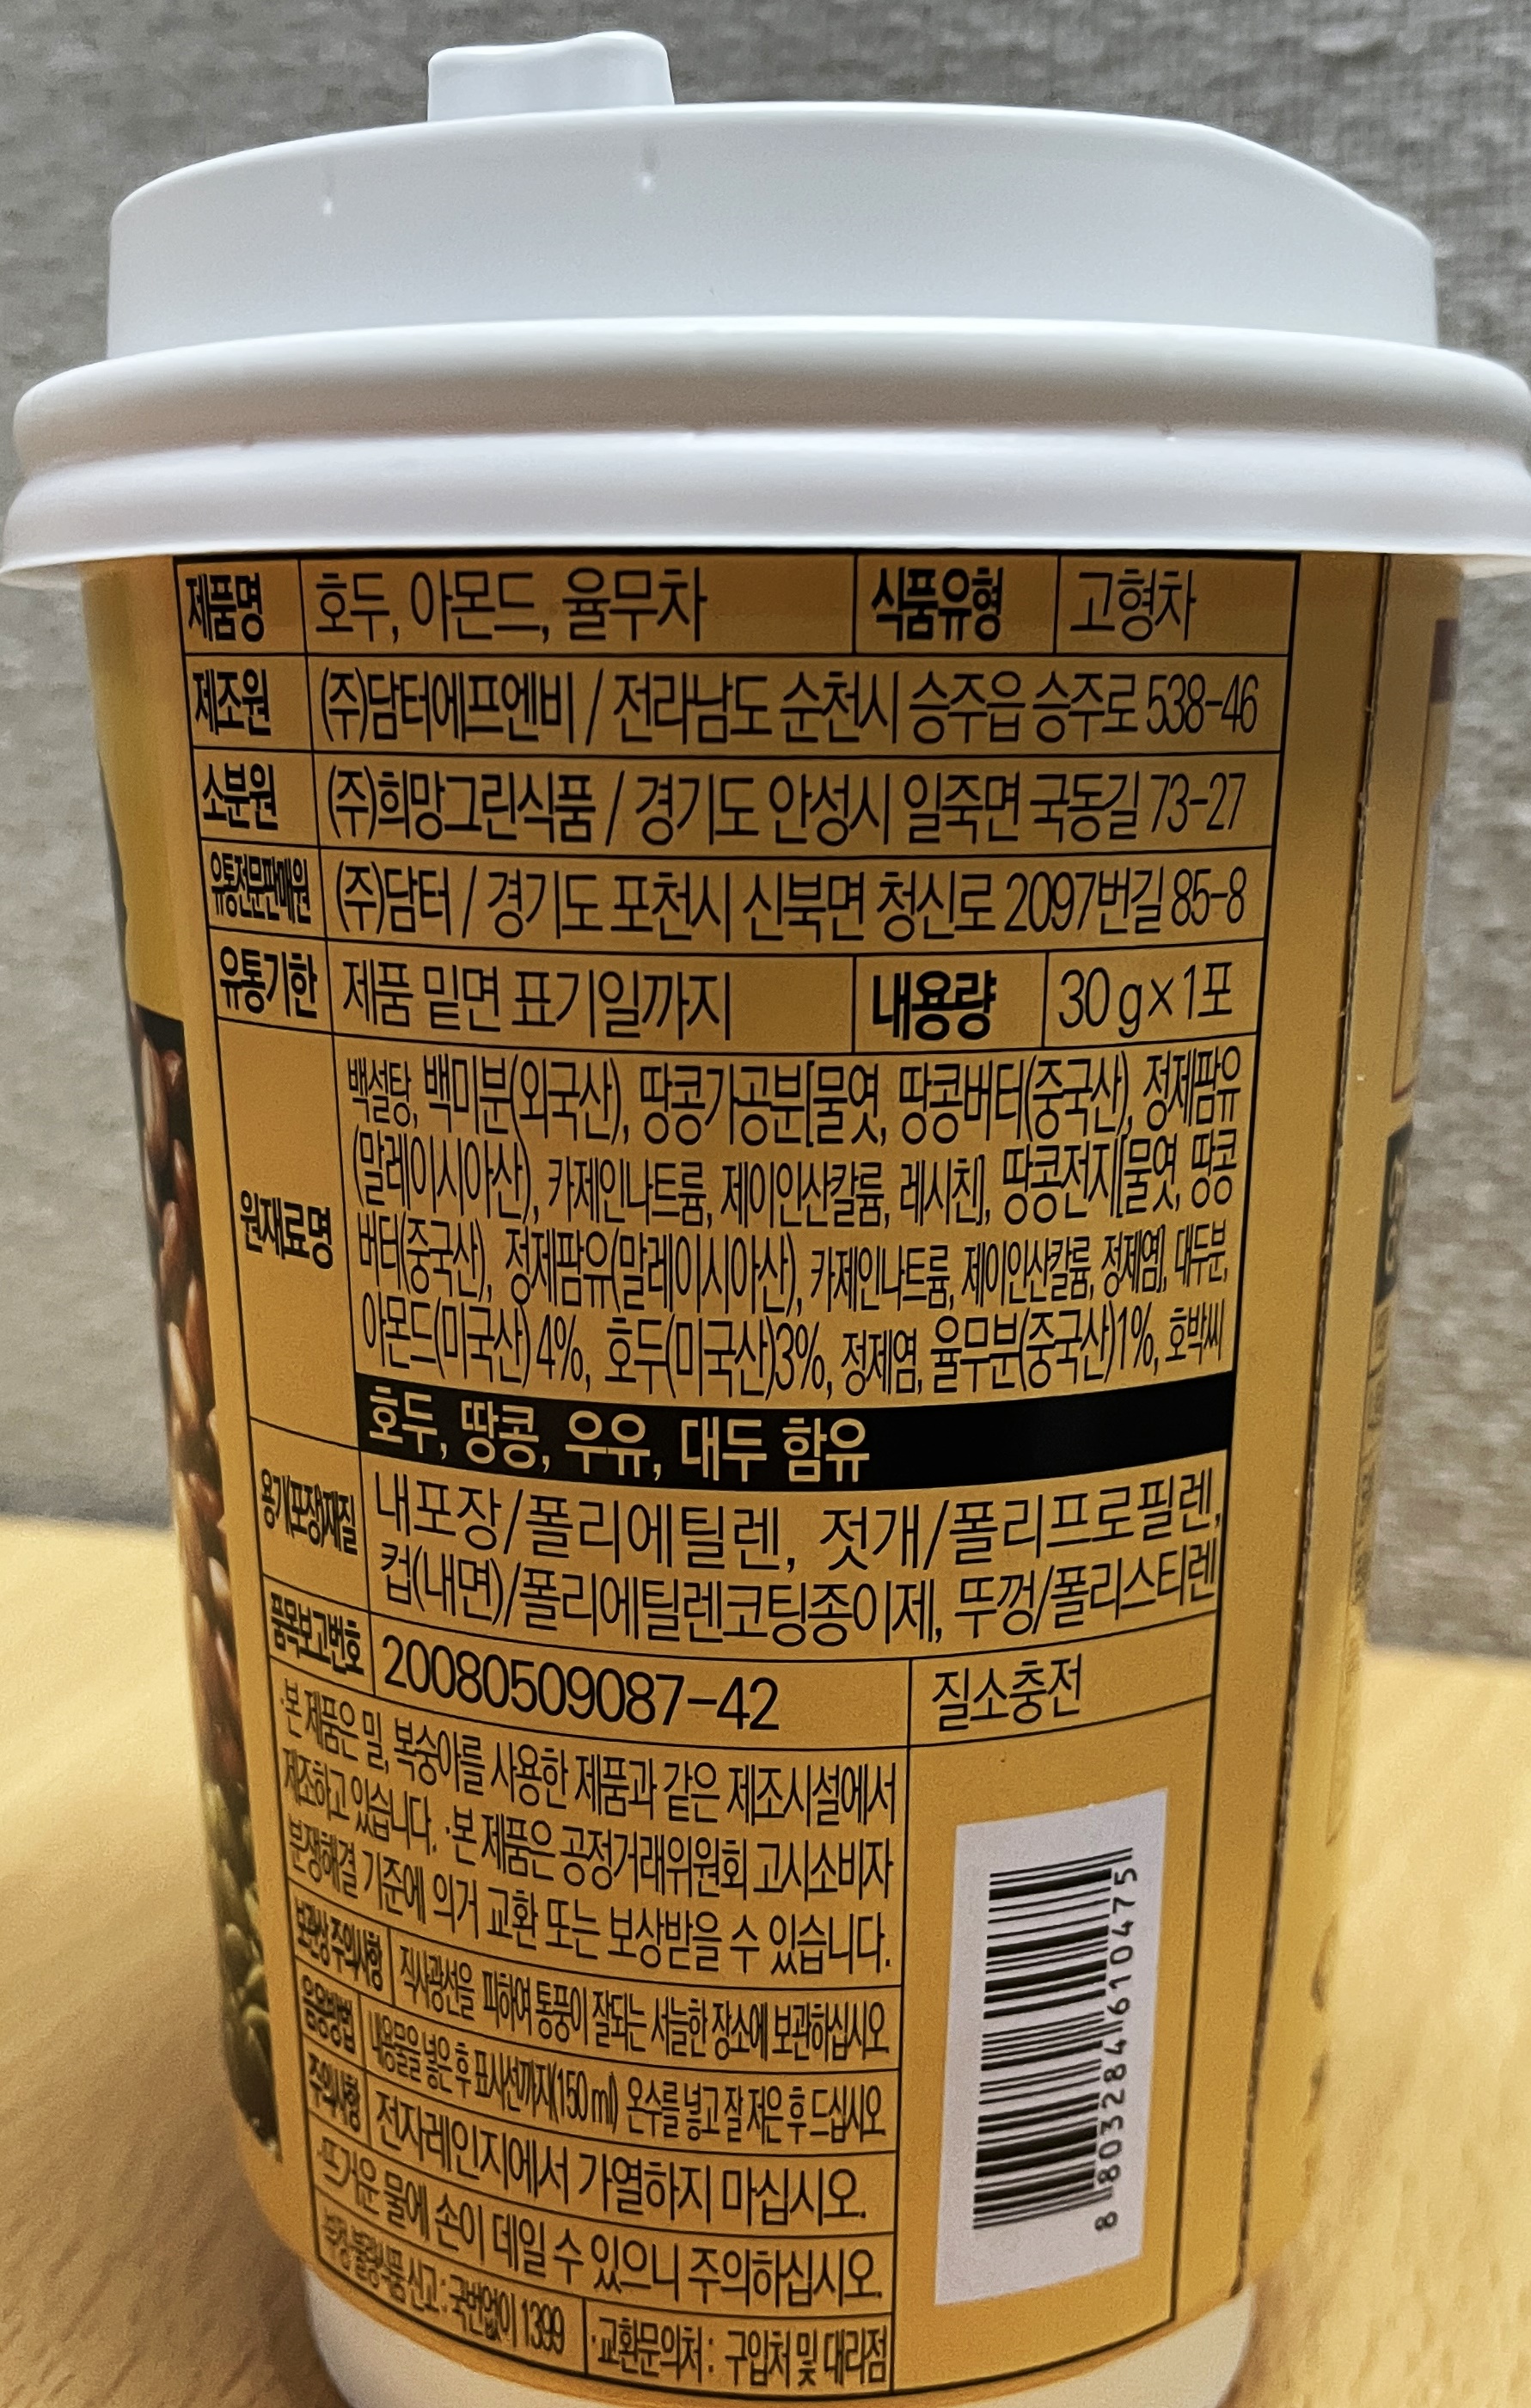 제품명 호두, 아몬드, 율무차 식품유형 고형차
제조원 (주)담터에프엔비 / 전라남도 순천시 승주읍 승주로 538-46
소분원 (주)희망그린식품 / 경기도 안성시 일죽면 국동길 73-27
유통전문판매원 (주)담터 / 경기도 포천시 신북면 청신로 2097번길 85-8
유통기한 제품 밑면 표기일까지 내용량 30 g×1포
원재료명
백설탕, 백미분(외국산), 땅콩가공분[물엿, 땅콩버터(중국산), 정제팜유
(말레이시아산), 카제인나트륨, 제이인산칼륨, 레시친], 땅콩전지[물엿, 땅콩
버터(중국산), 정제팜유(말레이시아산), 카제인나트륨, 제이인산칼륨, 정제염], 대두분,
아몬드(미국산) 4%, 호두(미국산)3%, 정제염, 율무분(중국산)1%, 호박씨
호두, 땅콩, 우유, 대두 함유
용기(포장)재질 내포장/폴리에틸렌, 젓개/폴리프로필렌,
컵(내면)/폴리에틸렌코팅종이제, 뚜껑/폴리스티렌
품목보고번호 20080509087-42 질소충전
·본 제품은 밀, 복숭아를 사용한 제품과 같은 제조시설에서
제조하고 있습니다. ·본 제품은 공정거래위원회 고시소비자
분쟁해결 기준에 의거 교환 또는 보상받을 수 있습니다.
보관상 주의사항 직사광선을 피하여 통풍이 잘되는 서늘한 장소에 보관하십시오
음용방법 내용물을 넣은 후 표시선까지(150 ml) 온수를 넣고 잘 저은 후 드십시오
주의사항 전자레인지에서 가열하지 마십시오.
·뜨거운 물에 손이 데일 수 있으니 주의하십시오.
부정·불량식품 신고 : 국번없이 1399 ·교환문의처 : 구입처 및 대리점
8 803284 610475